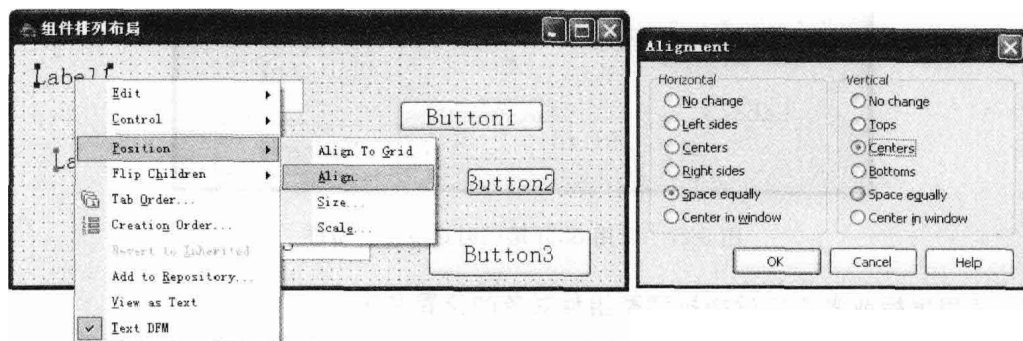 组件排列布局
Label1
Edit
Control
Position
Flip Children
Tab Order...
Creation Order...
Revert to Inherited
Add to Repository...
View as Text
Text DFM
Align To Grid
Align...
Size...
Scale...
Button1
Button2
Button3
Alignment
Horizontal
No change
Left sides
Centers
Right sides
Space equally
Center in window
Vertical
No change
Tops
Centers
Bottoms
Space equally
Center in window
OK
Cancel
Help